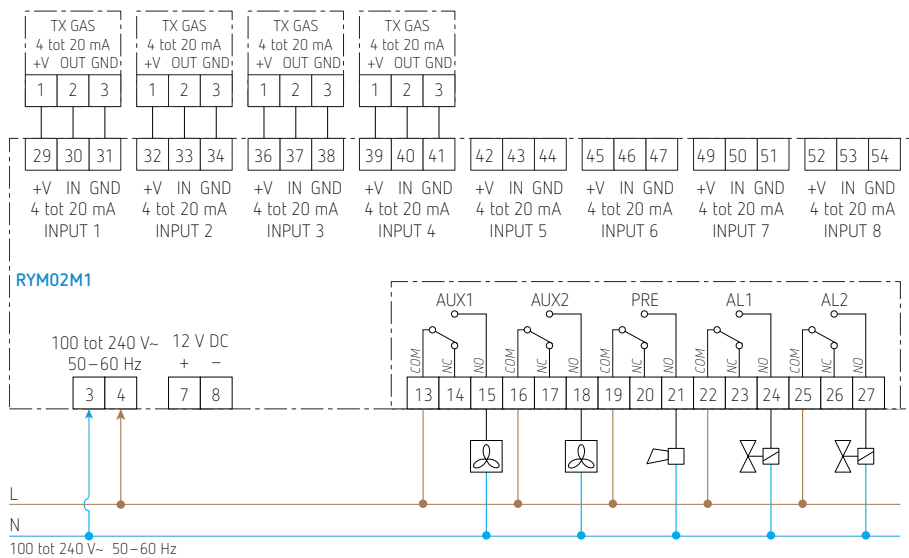 TX GAS TX GAS TX GAS TX GAS
4 tot 20 mA 4 tot 20 mA 4 tot 20 mA 4 tot 20 mA
+V OUT GND +V OUT GND +V OUT GND +V OUT GND
1 2 3 1 2 3 1 2 3 1 2 3
29 30 31 32 33 34 36 37 38 39 40 41 42 43 44 45 46 47 49 50 51 52 53 54
+V IN GND +V IN GND +V IN GND +V IN GND +V IN GND +V IN GND +V IN GND +V IN GND
4 tot 20 mA 4 tot 20 mA 4 tot 20 mA 4 tot 20 mA 4 tot 20 mA 4 tot 20 mA 4 tot 20 mA 4 tot 20 mA
INPUT 1 INPUT 2 INPUT 3 INPUT 4 INPUT 5 INPUT 6 INPUT 7 INPUT 8
RYM02M1
AUX1 AUX2 PRE AL1 AL2
100 tot 240 V~ 12 V DC
50–60 Hz + –
COM NC NO COM NC NO COM NC NO COM NC NO COM NC NO
3 4 7 8 13 14 15 16 17 18 19 20 21 22 23 24 25 26 27
L
N
100 tot 240 V~ 50–60 Hz